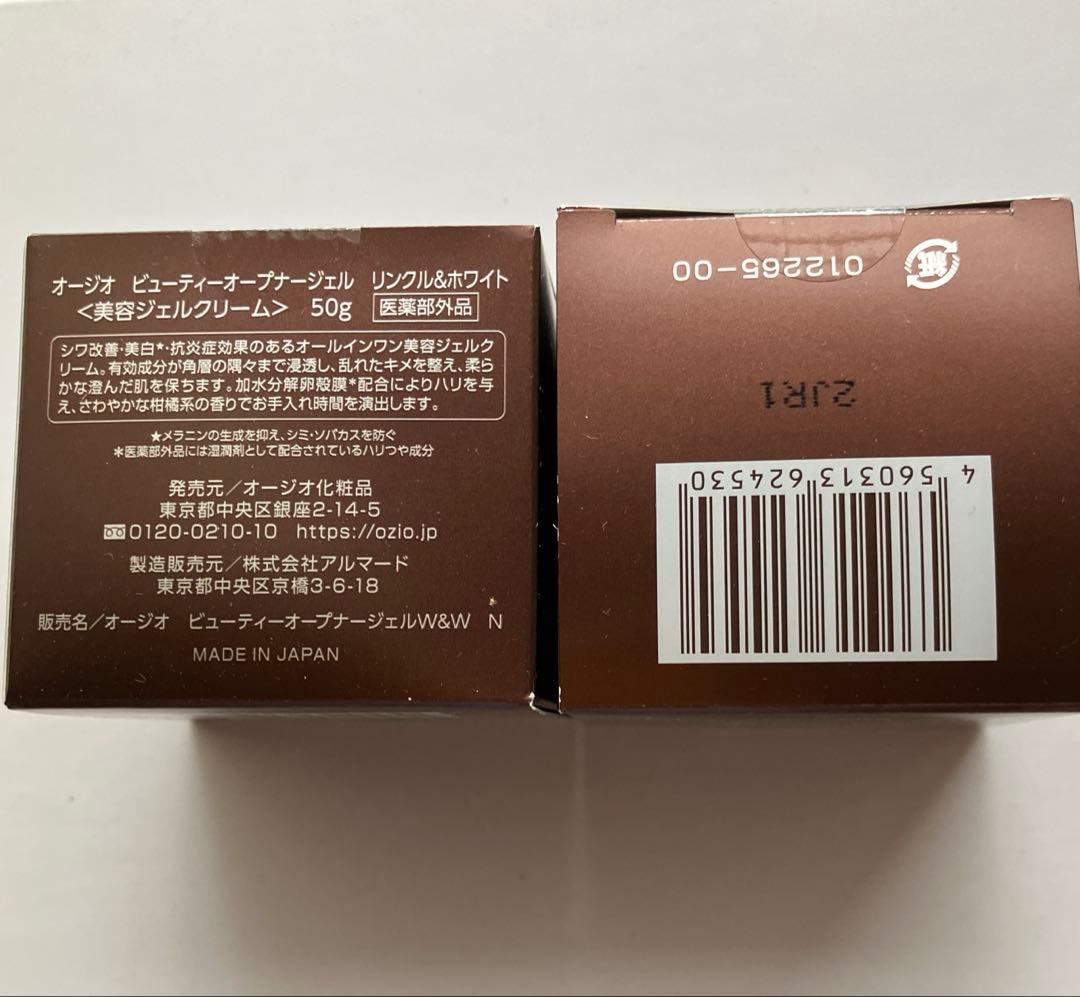 オージオ ビューティーオープナージェル リンクル&ホワイト
<美容ジェルクリーム> 50g 医薬部外品
シワ改善・美白★・抗炎症効果のあるオールインワン美容ジェルク
リーム。有効成分が角層の隅々まで浸透し、乱れたキメを整え、柔ら
かな澄んだ肌を保ちます。加水分解卵殻膜*配合によりハリを与
え、さわやかな柑橘系の香りでお手入れ時間を演出します。
★メラニンの生成を抑え、シミ・ソバカスを防ぐ
*医薬部外品には湿潤剤として配合されているハリつや成分
発売元/オージオ化粧品
東京都中央区銀座2-14-5
0120-0210-10 https://ozio.jp
製造販売元/株式会社アルマード
東京都中央区京橋3-6-18
販売名/オージオ ビューティーオープナージェルW&W N
MADE IN JAPAN
紙
012265-00
2JR1
4 560313 624530